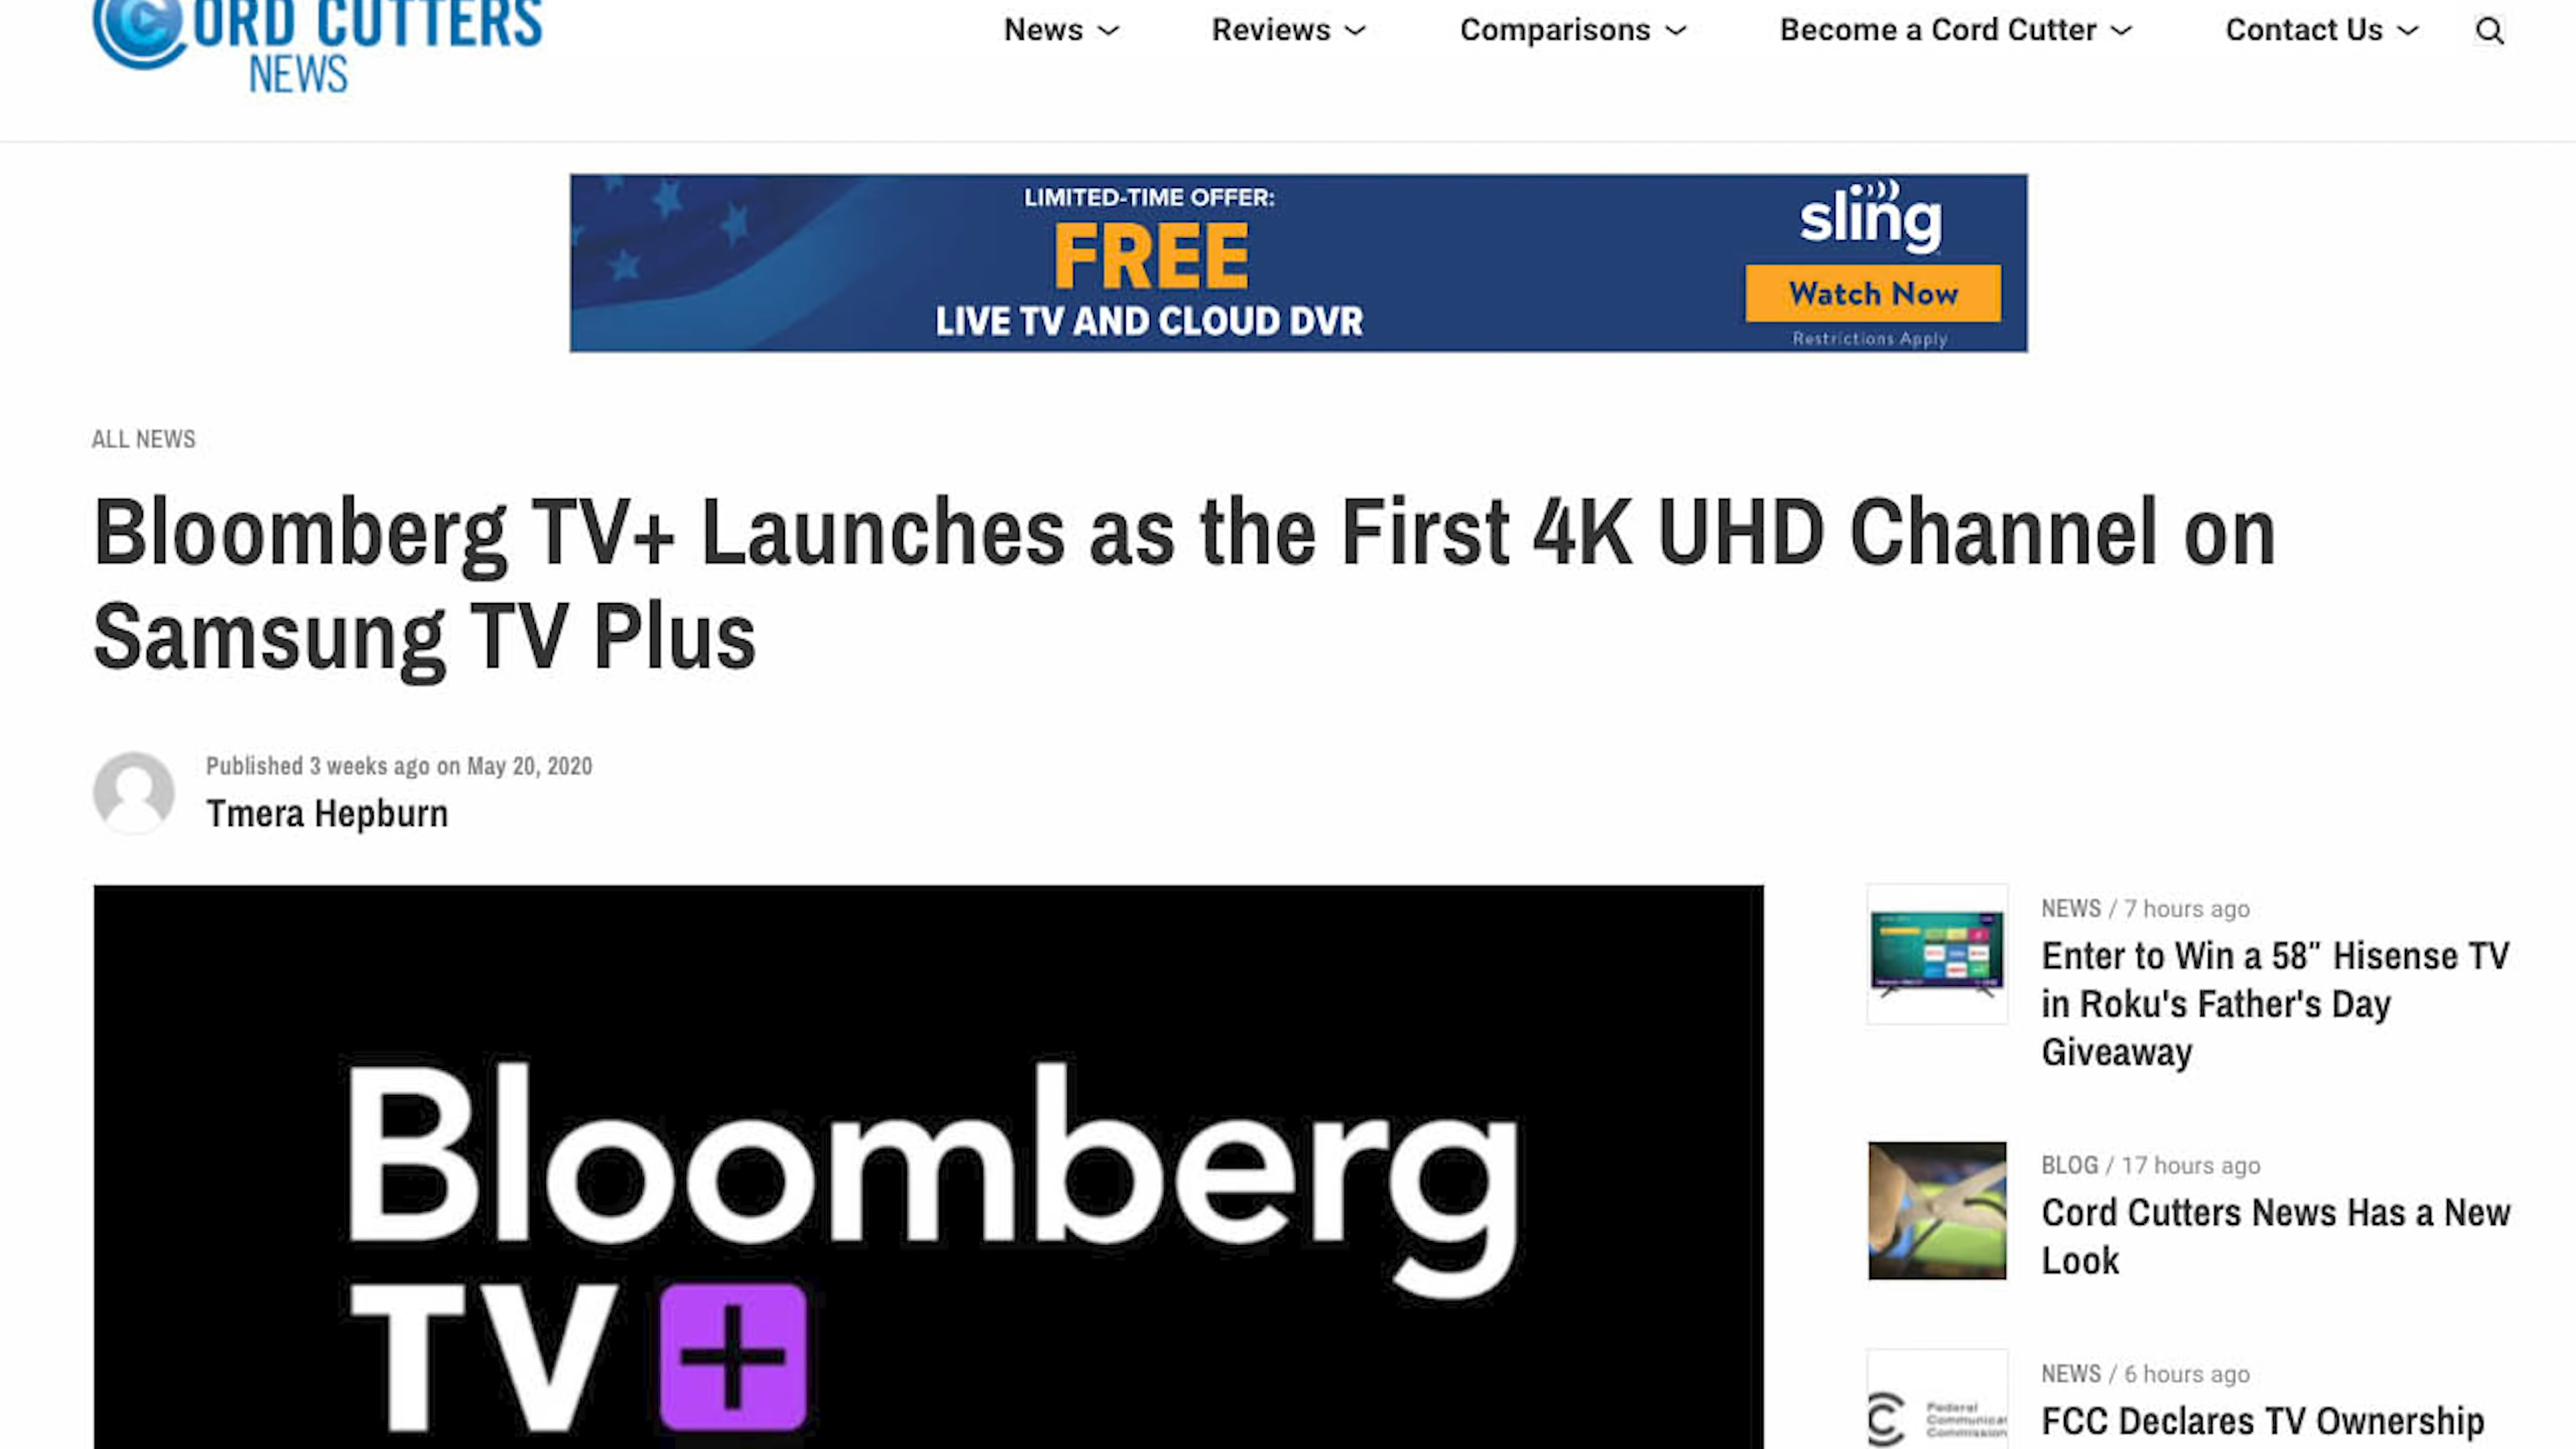 ORD CUTTERS
NEWS
News
Reviews
Comparisons
Become a Cord Cutter
Contact Us
LIMITED-TIME OFFER:
FREE
LIVE TV AND CLOUD DVR
sling
Watch Now
Restrictions Apply
ALL NEWS
Bloomberg TV+ Launches as the First 4K UHD Channel on
Samsung TV Plus
Published 3 weeks ago on May 20, 2020
Tmera Hepburn
Bloomberg
TV+
NEWS / 7 hours ago
Enter to Win a 58″ Hisense TV
in Roku's Father's Day
Giveaway
BLOG / 17 hours ago
Cord Cutters News Has a New
Look
NEWS / 6 hours ago
FCC Declares TV Ownership
Federal